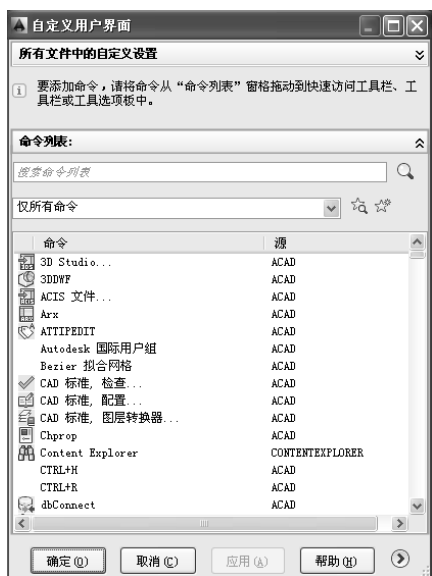 自定义用户界面
所有文件中的自定义设置
要添加命令，请将命令从“命令列表”窗格拖动到快速访问工具栏、工
具栏或工具选项板中。
命令列表:
搜索命令列表
仅所有命令
命令 源
3D Studio... ACAD
3DDWF ACAD
ACIS 文件... ACAD
Arx ACAD
ATTIPEDIT ACAD
Autodesk 国际用户组 ACAD
Bezier 拟合网格 ACAD
CAD 标准, 检查... ACAD
CAD 标准, 配置... ACAD
CAD 标准, 图层转换器... ACAD
Chprop ACAD
Content Explorer CONTENTEXPLORER
CTRL+H ACAD
CTRL+R ACAD
dbConnect ACAD
确定(O) 取消(C) 应用(A) 帮助(H)